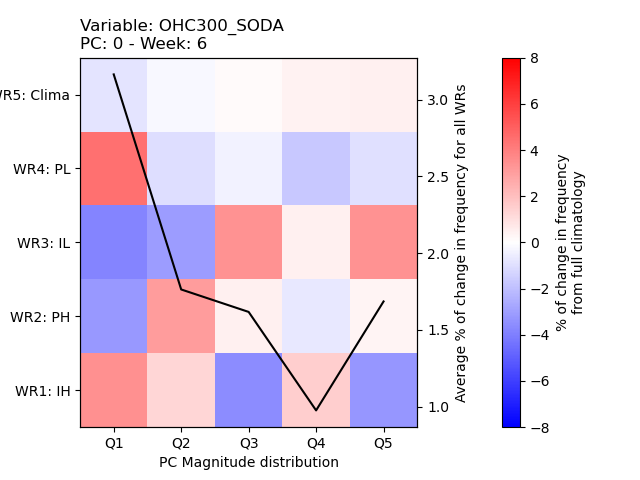 Variable: OHC300_SODA
PC: 0 - Week: 6
WR5: Clima
WR4: PL
WR3: IL
WR2: PH
WR1: IH
Q1 Q2 Q3 Q4 Q5
PC Magnitude distribution
3.0
2.5
2.0
1.5
1.0
Average % of change in frequency for all WRs
8
6
4
2
0
−2
−4
−6
−8
% of change in frequency
from full climatology